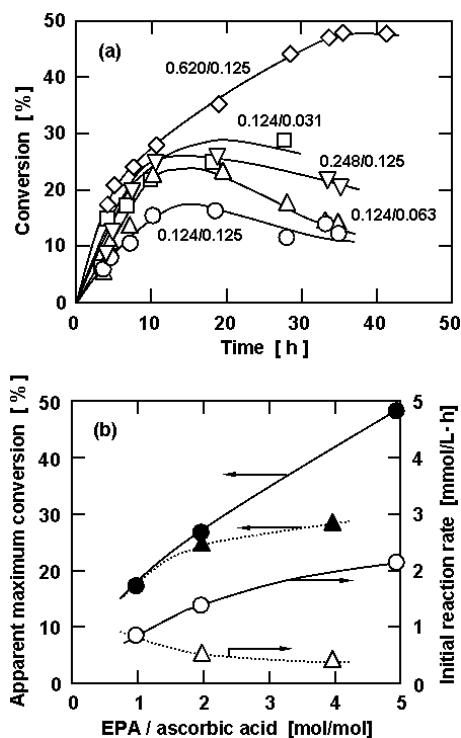 (a)
50
40
30
20
10
0
Conversion [ % ]
0.620/0.125
0.124/0.031
0.248/0.125
0.124/0.063
0.124/0.125
0 10 20 30 40 50
Time [ h ]
(b)
50
40
30
20
10
0
Apparent maximum conversion [ % ]
5
4
3
2
1
0
Initial reaction rate [mmol/L·h]
0 1 2 3 4 5
EPA / ascorbic acid [mol/mol]